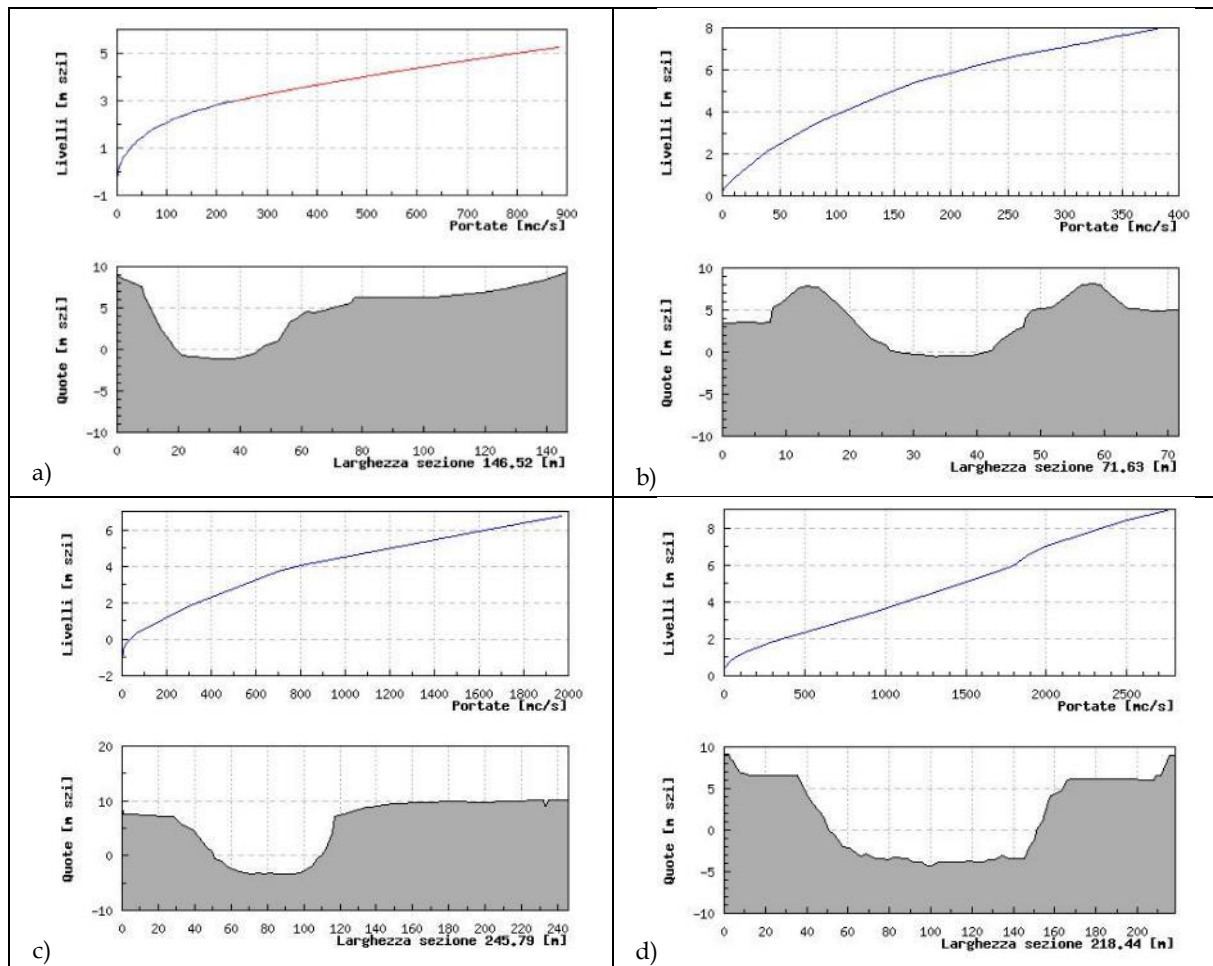 Livelli [m szi]
5
3
1
-1
0 100 200 300 400 500 600 700 800 900
Portate [mc/s]
Quote [m szi]
10
5
0
-5
-10
0 20 40 60 80 100 120 140
Larghezza sezione 146.52 [m]
a)
Livelli [m szi]
8
6
4
2
0
0 50 100 150 200 250 300 350 400
Portate [mc/s]
Quote [m szi]
10
5
0
-5
-10
0 10 20 30 40 50 60 70
Larghezza sezione 71.63 [m]
b)
Livelli [m szi]
6
4
2
0
-2
0 200 400 600 800 1000 1200 1400 1600 1800 2000
Portate [mc/s]
Quote [m szi]
20
10
0
-10
0 20 40 60 80 100 120 140 160 180 200 220 240
Larghezza sezione 245.79 [m]
c)
Livelli [m szi]
8
6
4
2
0
0 500 1000 1500 2000 2500
Portate [mc/s]
Quote [m szi]
10
5
0
-5
-10
0 20 40 60 80 100 120 140 160 180 200
Larghezza sezione 218.44 [m]
d)